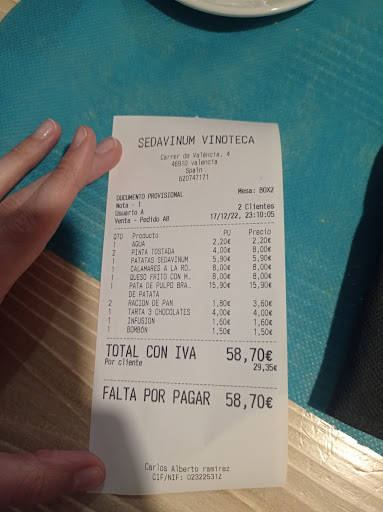 SEDAVINUM VINOTECA
Carrer de València, 4
46910 valencia
Spain
620747171
DOCUMENTO PROVISIONAL Mesa: BOX2
Nota - 1 2 Clientes
Usuario A 17/12/22, 23:10:05
Venta - Pedido A8
QTD Producto PU Precio
1 AGUA 2,20€ 2,20€
2 PINTA TOSTADA 4,00€ 8,00€
1 PATATAS SEDAVINUM 5,90€ 5,90€
1 CALAMARES A LA RO.. 8,00€ 8,00€
1 QUESO FRITO CON M.. 8,00€ 8,00€
1 PATA DE PULPO BRA.. 15,90€ 15,90€
DE PATATA
2 RACION DE PAN 1,80€ 3,60€
1 TARTA 3 CHOCOLATES 4,00€ 4,00€
1 INFUSION 1,60€ 1,60€
1 BOMBÓN 1,50€ 1,50€
TOTAL CON IVA 58,70€
Por cliente 29,35€
FALTA POR PAGAR 58,70€
Carlos Alberto ramirez
CIF/NIF: 02322531Z